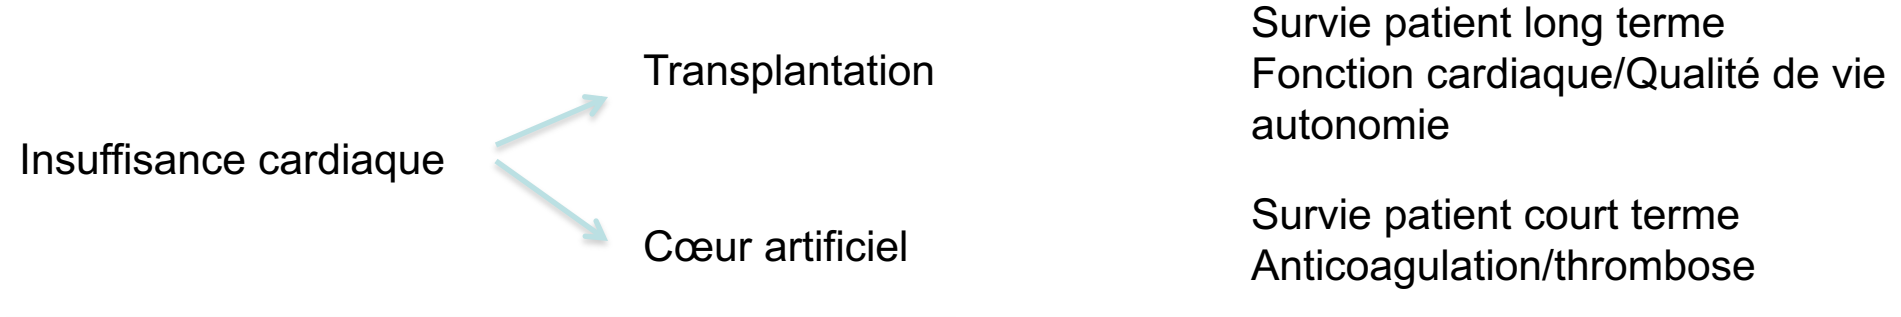 Insuffisance cardiaque
Transplantation
Survie patient long terme
Fonction cardiaque/Qualité de vie
autonomie
Cœur artificiel
Survie patient court terme
Anticoagulation/thrombose